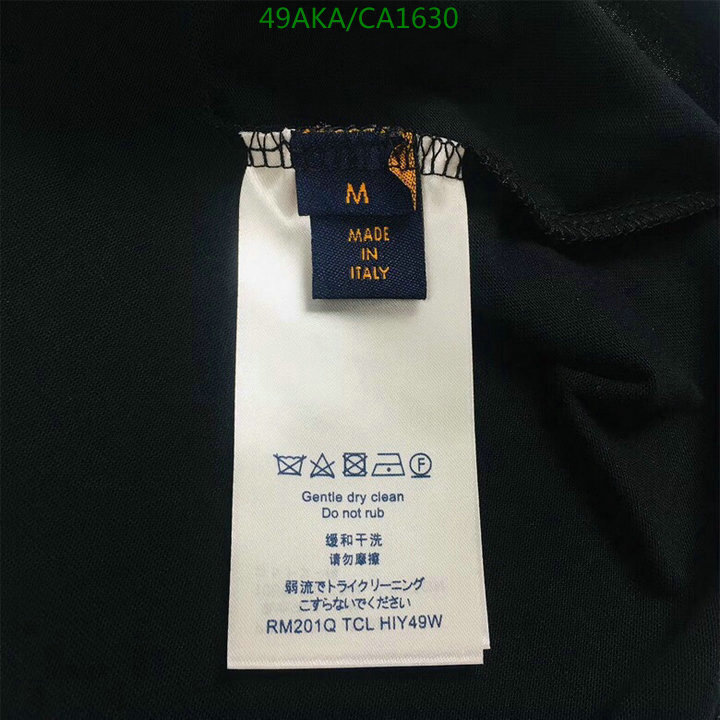 49AKA/CA1630
M
MADE
IN
ITALY
F
Gentle dry clean
Do not rub
缓和干洗
请勿摩擦
弱流でトライクリーニング
こすらないでください
RM201Q TCL HIY49W